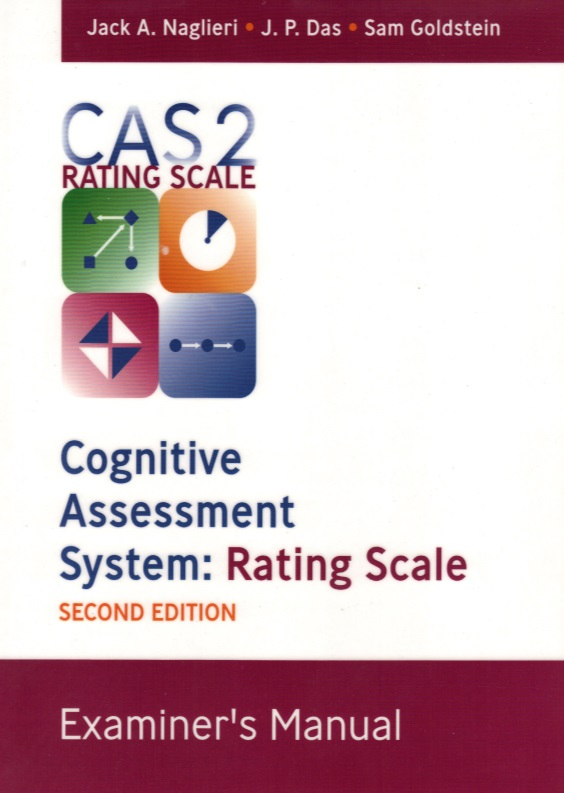 Jack A. Naglieri • J. P. Das • Sam Goldstein
CAS2
RATING SCALE
Cognitive
Assessment
System: Rating Scale
SECOND EDITION
Examiner's Manual